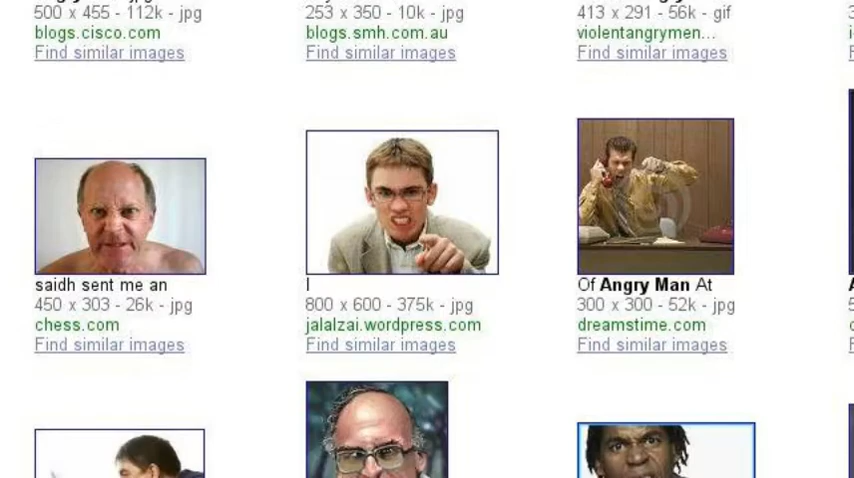 500 x 455 - 112k - jpg
253 x 350 - 10k - jpg
413 x 291 - 56k - gif
blogs.cisco.com
blogs.smh.com.au
violentangrymen...
Find similar images
Find similar images
Find similar images
saidh sent me an
I
Of Angry Man At
450 x 303 - 26k - jpg
800 x 600 - 375k - jpg
300 x 300 - 52k - jpg
chess.com
jalalzai.wordpress.com
dreamstime.com
Find similar images
Find similar images
Find similar images